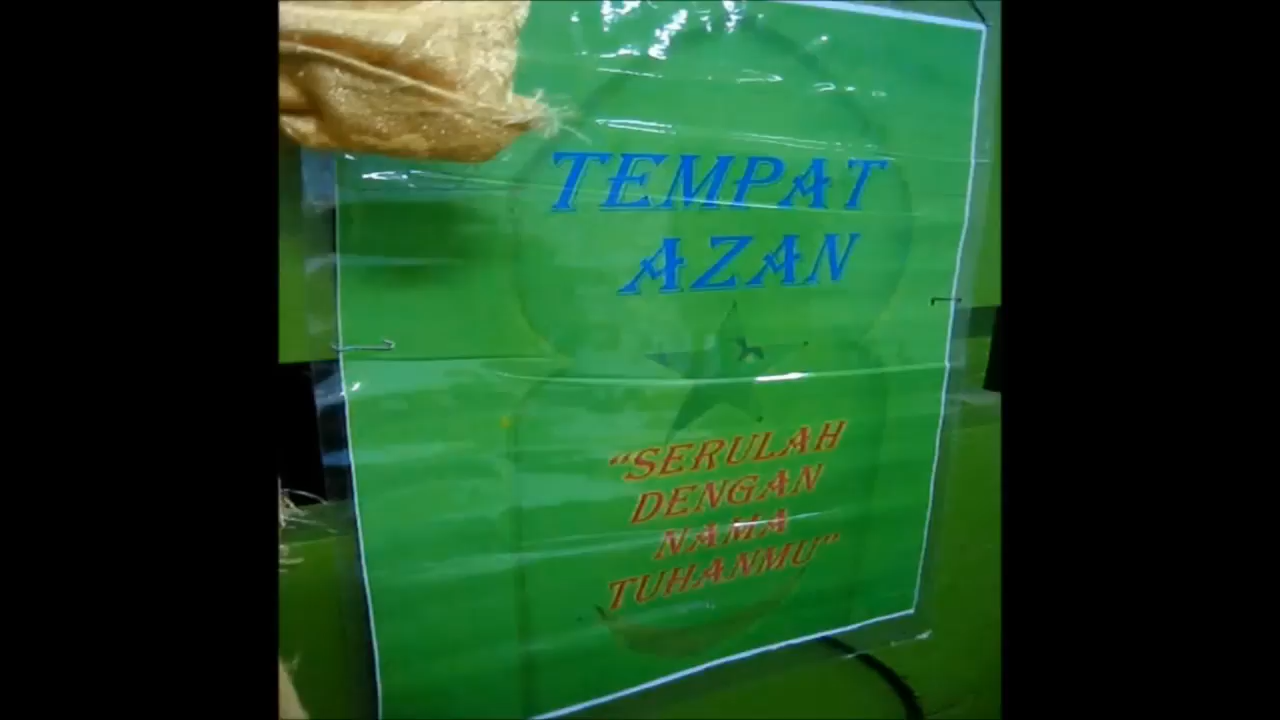 TEMPAT
AZAN
“SERULAH
DENGAN
NAMA
TUHANMU”